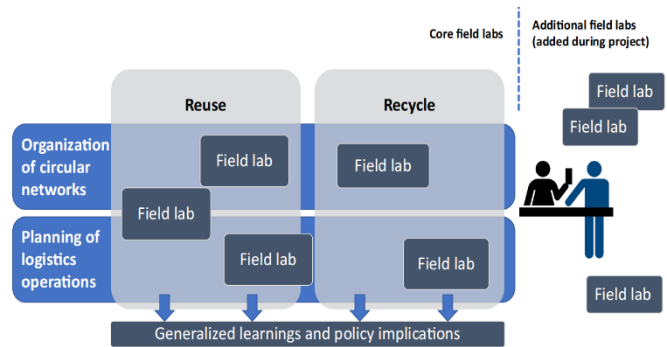 Core field labs
Additional field labs
(added during project)
Reuse
Recycle
Field lab
Field lab
Organization
of circular
networks
Field lab
Field lab
Field lab
Planning of
logistics
operations
Field lab
Field lab
Field lab
Generalized learnings and policy implications